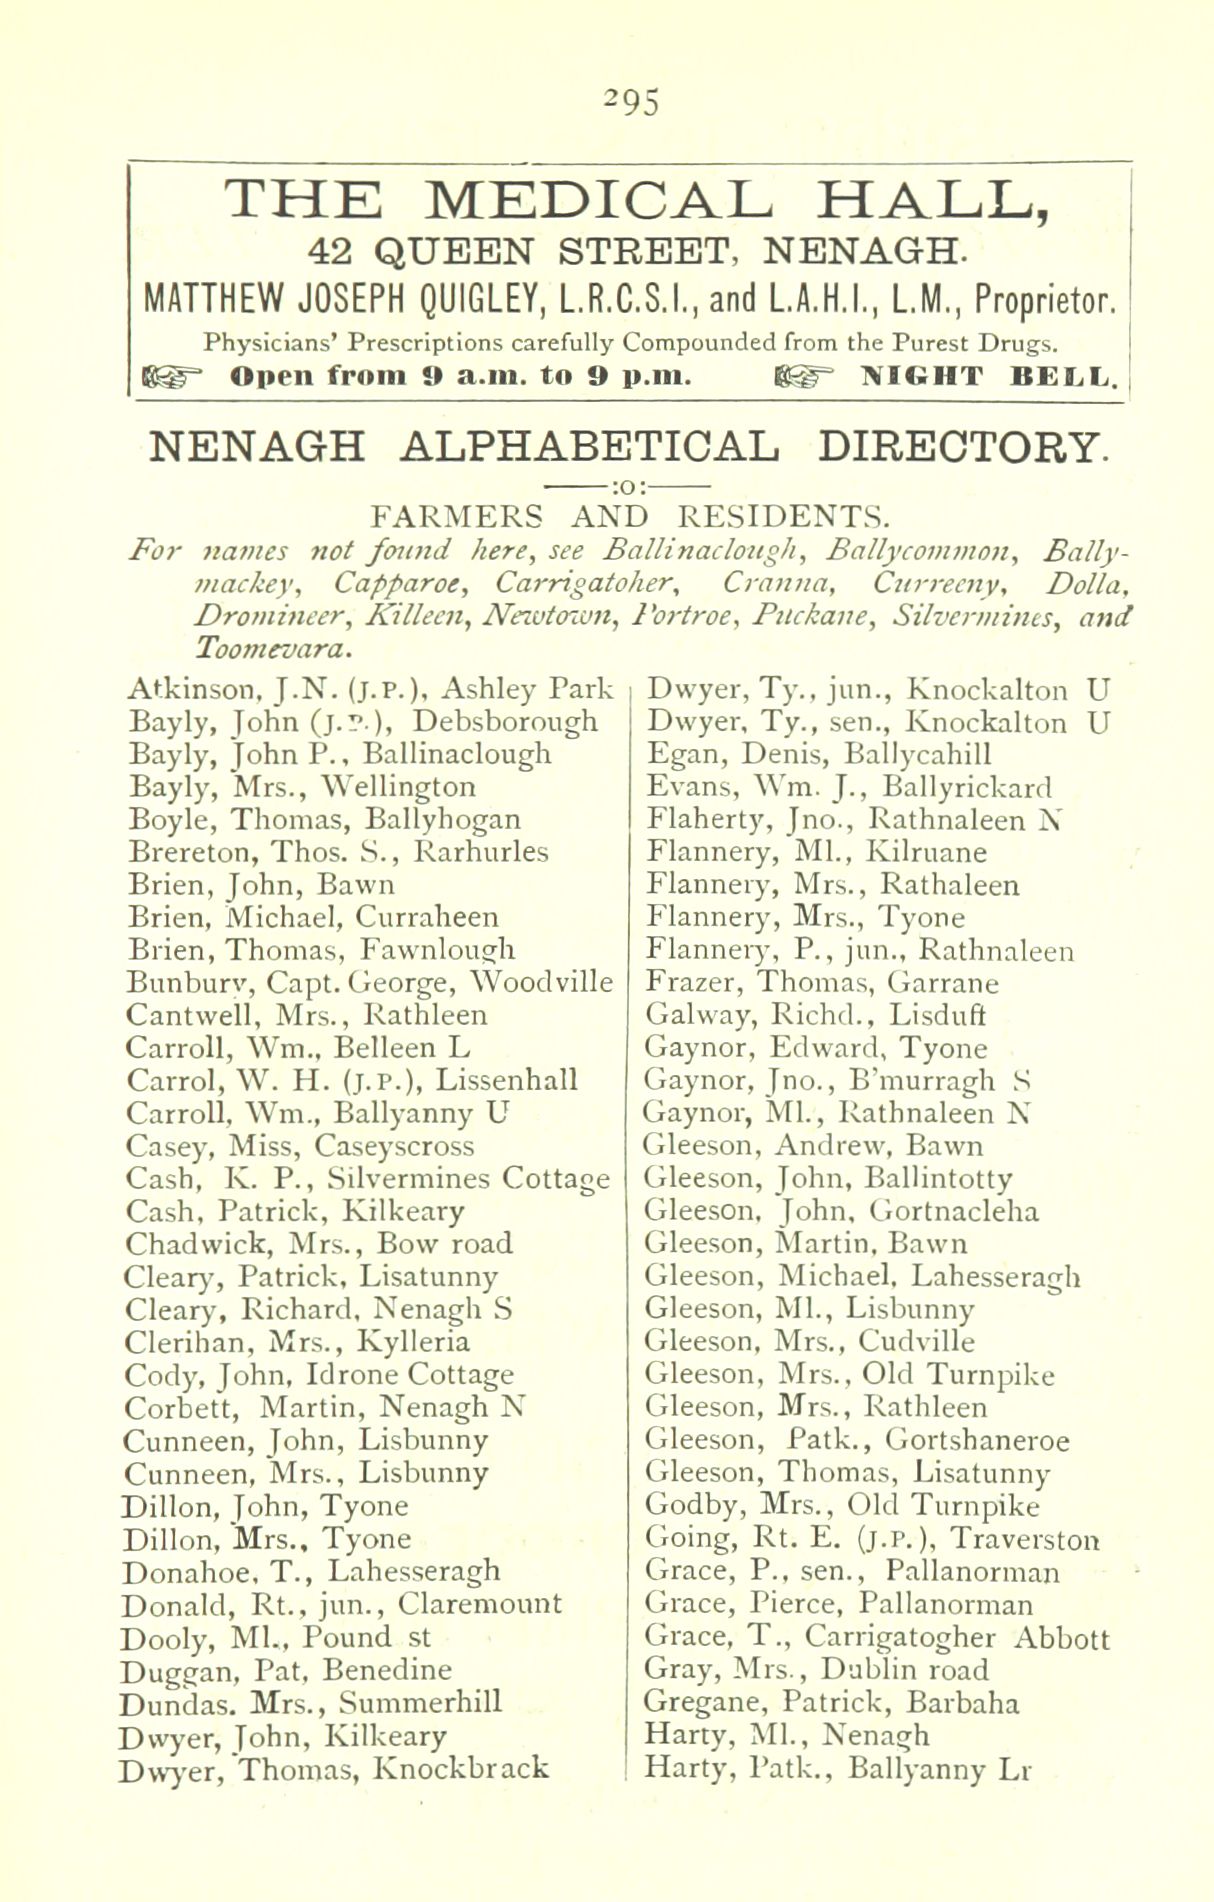 295
THE MEDICAL HALL,
42 QUEEN STREET, NENAGH.
MATTHEW JOSEPH QUIGLEY, L.R.C.S.I., and L.A.H.I., L.M., Proprietor.
Physicians' Prescriptions carefully Compounded from the Purest Drugs.
☞ Open from 9 a.m. to 9 p.m. ☞ NIGHT BELL.
NENAGH ALPHABETICAL DIRECTORY.
——:o:——
FARMERS AND RESIDENTS.
For names not found here, see Ballinaclough, Ballycommon, Bally-
mackey, Capparoe, Carrigatoher, Cranna, Curreeny, Dolla,
Dromineer, Killeen, Newtown, Portroe, Puckane, Silvermines, and
Toomevara.
Atkinson, J.N. (J.P.), Ashley Park
Bayly, John (J.P.), Debsborough
Bayly, John P., Ballinaclough
Bayly, Mrs., Wellington
Boyle, Thomas, Ballyhogan
Brereton, Thos. S., Rarhurles
Brien, John, Bawn
Brien, Michael, Curraheen
Brien, Thomas, Fawnlough
Bunbury, Capt. George, Woodville
Cantwell, Mrs., Rathleen
Carroll, Wm., Belleen L
Carrol, W. H. (J.P.), Lissenhall
Carroll, Wm., Ballyanny U
Casey, Miss, Caseyscross
Cash, K. P., Silvermines Cottage
Cash, Patrick, Kilkeary
Chadwick, Mrs., Bow road
Cleary, Patrick, Lisatunny
Cleary, Richard, Nenagh S
Clerihan, Mrs., Kylleria
Cody, John, Idrone Cottage
Corbett, Martin, Nenagh N
Cunneen, John, Lisbunny
Cunneen, Mrs., Lisbunny
Dillon, John, Tyone
Dillon, Mrs., Tyone
Donahoe, T., Lahesseragh
Donald, Rt., jun., Claremount
Dooly, Ml., Pound st
Duggan, Pat, Benedine
Dundas. Mrs., Summerhill
Dwyer, John, Kilkeary
Dwyer, Thomas, Knockbrack
Dwyer, Ty., jun., Knockalton U
Dwyer, Ty., sen., Knockalton U
Egan, Denis, Ballycahill
Evans, Wm. J., Ballyrickard
Flaherty, Jno., Rathnaleen N
Flannery, Ml., Kilruane
Flannery, Mrs., Rathaleen
Flannery, Mrs., Tyone
Flannery, P., jun., Rathnaleen
Frazer, Thomas, Garrane
Galway, Richd., Lisduft
Gaynor, Edward, Tyone
Gaynor, Jno., B'murragh S
Gaynor, Ml., Rathnaleen N
Gleeson, Andrew, Bawn
Gleeson, John, Ballintotty
Gleeson, John, Gortnacleha
Gleeson, Martin, Bawn
Gleeson, Michael, Lahesseragh
Gleeson, Ml., Lisbunny
Gleeson, Mrs., Cudville
Gleeson, Mrs., Old Turnpike
Gleeson, Mrs., Rathleen
Gleeson, Patk., Gortshaneroe
Gleeson, Thomas, Lisatunny
Godby, Mrs., Old Turnpike
Going, Rt. E. (J.P.), Traverston
Grace, P., sen., Pallanorman
Grace, Pierce, Pallanorman
Grace, T., Carrigatogher Abbott
Gray, Mrs., Dublin road
Gregane, Patrick, Barbaha
Harty, Ml., Nenagh
Harty, Patk., Ballyanny Lr